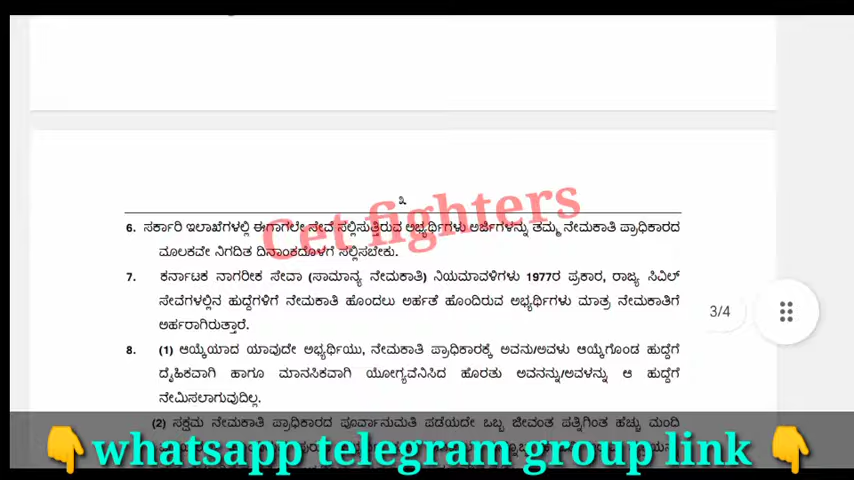 ೩
6. ಸರ್ಕಾರಿ ಇಲಾಖೆಗಳಲ್ಲಿ ಈಗಾಗಲೇ ಸೇವೆ ಸಲ್ಲಿಸುತ್ತಿರುವ ಅಭ್ಯರ್ಥಿಗಳು ಅರ್ಜಿಗಳನ್ನು ತಮ್ಮ ನೇಮಕಾತಿ ಪ್ರಾಧಿಕಾರದ
ಮೂಲಕವೇ ನಿಗದಿತ ದಿನಾಂಕದೊಳಗೆ ಸಲ್ಲಿಸಬೇಕು.
Cet fighters
7. ಕರ್ನಾಟಕ ನಾಗರೀಕ ಸೇವಾ (ಸಾಮಾನ್ಯ ನೇಮಕಾತಿ) ನಿಯಮಾವಳಿಗಳು 1977ರ ಪ್ರಕಾರ, ರಾಜ್ಯ ಸಿವಿಲ್
ಸೇವೆಗಳಲ್ಲಿನ ಹುದ್ದೆಗಳಿಗೆ ನೇಮಕಾತಿ ಹೊಂದಲು ಅರ್ಹತೆ ಹೊಂದಿರುವ ಅಭ್ಯರ್ಥಿಗಳು ಮಾತ್ರ ನೇಮಕಾತಿಗೆ
ಅರ್ಹರಾಗಿರುತ್ತಾರೆ.
3/4
8. (1) ಆಯ್ಕೆಯಾದ ಯಾವುದೇ ಅಭ್ಯರ್ಥಿಯು, ನೇಮಕಾತಿ ಪ್ರಾಧಿಕಾರಕ್ಕೆ ಅವನು/ಅವಳು ಆಯ್ಕೆಗೊಂಡ ಹುದ್ದೆಗೆ
ದೈಹಿಕವಾಗಿ ಹಾಗೂ ಮಾನಸಿಕವಾಗಿ ಯೋಗ್ಯವೆನಿಸಿದ ಹೊರತು ಅವನನ್ನು/ಅವಳನ್ನು ಆ ಹುದ್ದೆಗೆ
ನೇಮಿಸಲಾಗುವುದಿಲ್ಲ.
(2) ಸಕ್ಷಮ ನೇಮಕಾತಿ ಪ್ರಾಧಿಕಾರದ ಪೂರ್ವಾನುಮತಿ ಪಡೆಯದೇ ಒಬ್ಬ ಜೀವಂತ ಪತ್ನಿಗಿಂತ ಹೆಚ್ಚು ಮಂದಿ
whatsapp telegram group link